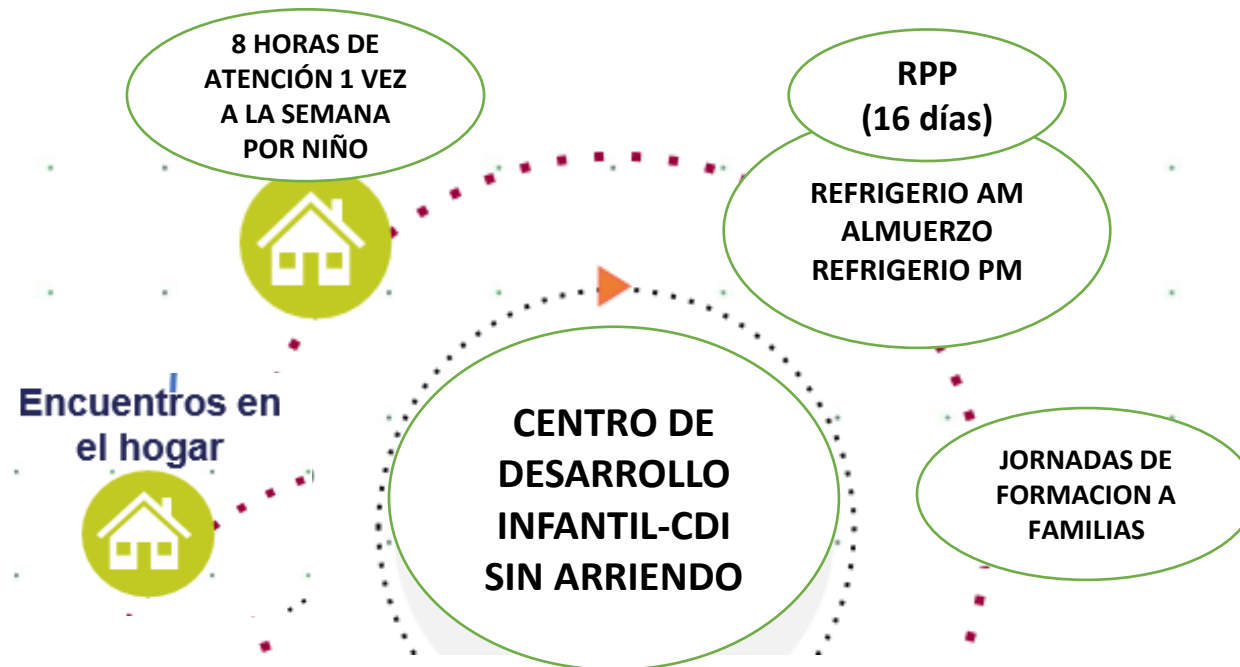 8 HORAS DE
ATENCIÓN 1 VEZ
A LA SEMANA
POR NIÑO
RPP
(16 días)
REFRIGERIO AM
ALMUERZO
REFRIGERIO PM
Encuentros en
el hogar
CENTRO DE
DESARROLLO
INFANTIL-CDI
SIN ARRIENDO
JORNADAS DE
FORMACION A
FAMILIAS